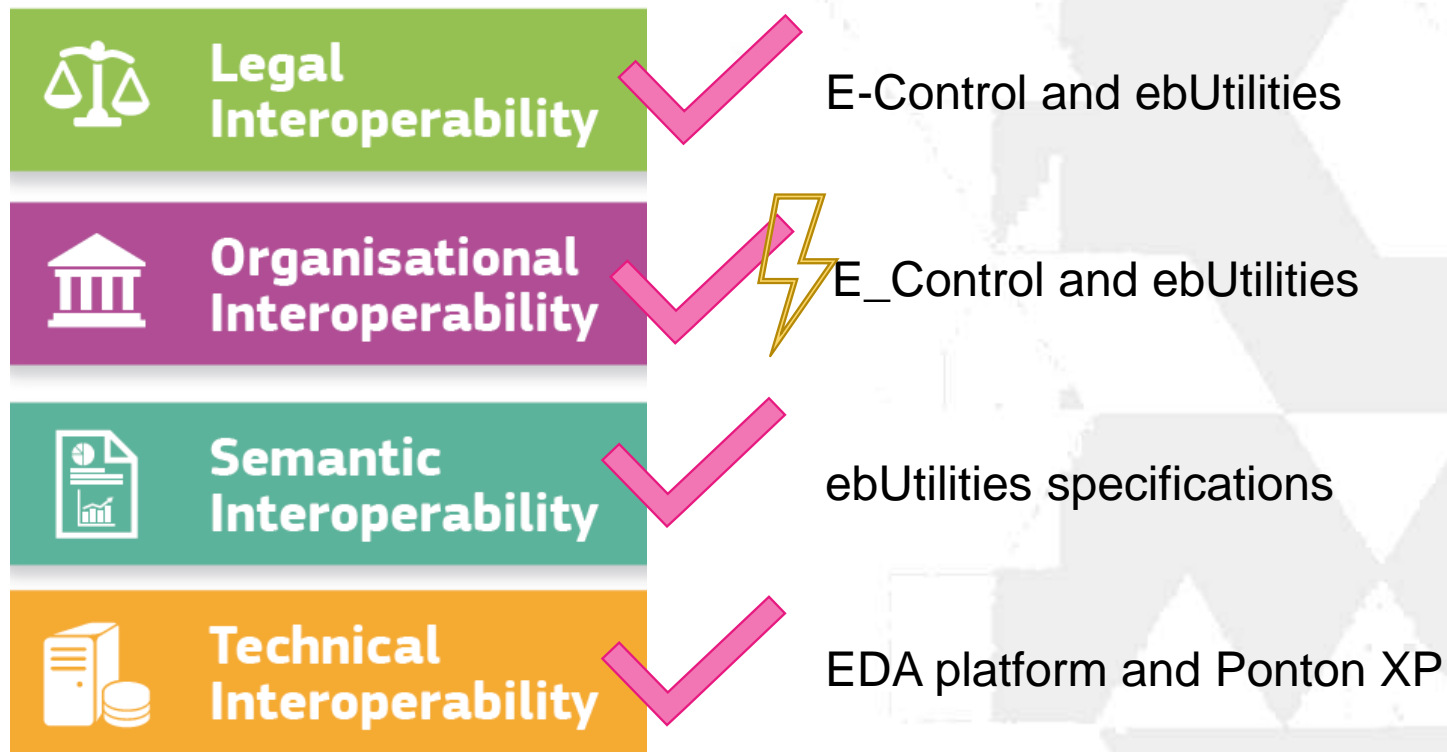 Legal
Interoperability
E-Control and ebUtilities
Organisational
Interoperability
E_Control and ebUtilities
Semantic
Interoperability
ebUtilities specifications
Technical
Interoperability
EDA platform and Ponton XP